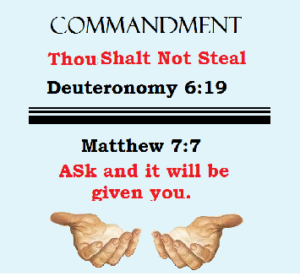 COMMANDMENT
Thou Shalt Not Steal
Deuteronomy 6:19
Matthew 7:7
ASk and it will be
given you.